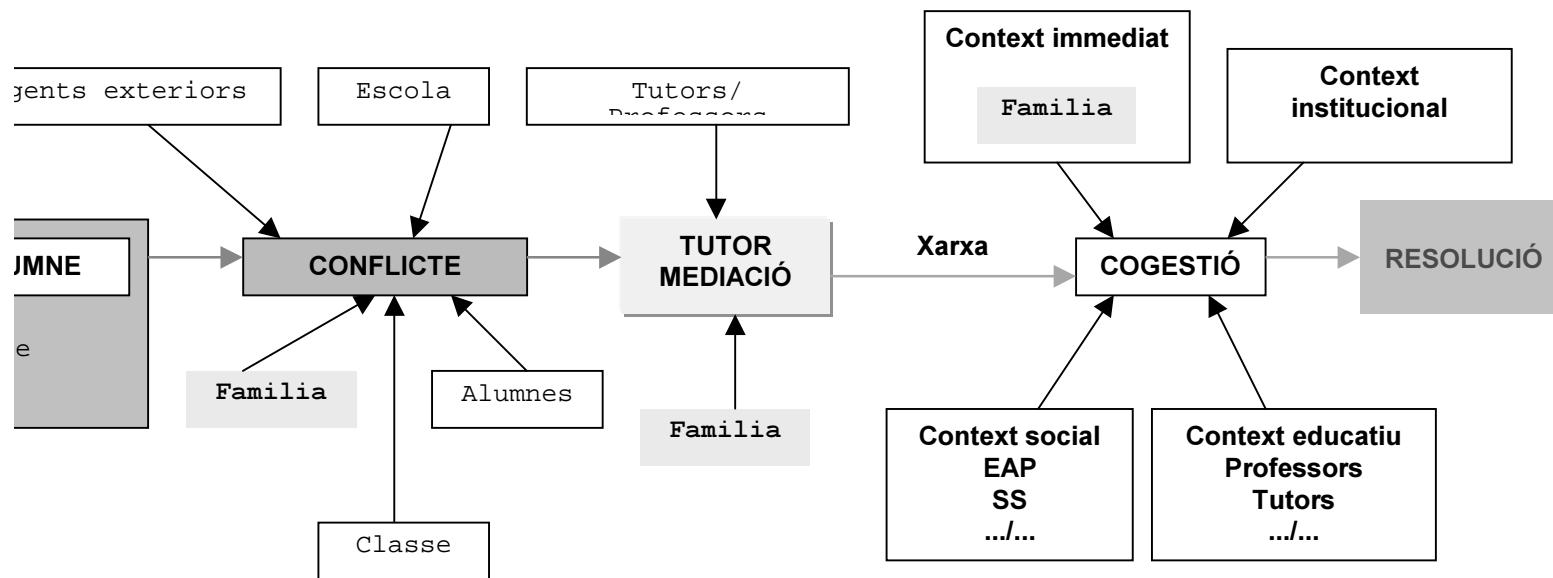 Context immediat
Familia
Context
institucional
gents exteriors
Escola
Tutors/
Professors
UMNE
e
CONFLICTE
TUTOR
MEDIACIÓ
Xarxa
COGESTIÓ
RESOLUCIÓ
Familia
Alumnes
Familia
Classe
Context social
EAP
SS
.../...
Context educatiu
Professors
Tutors
.../...